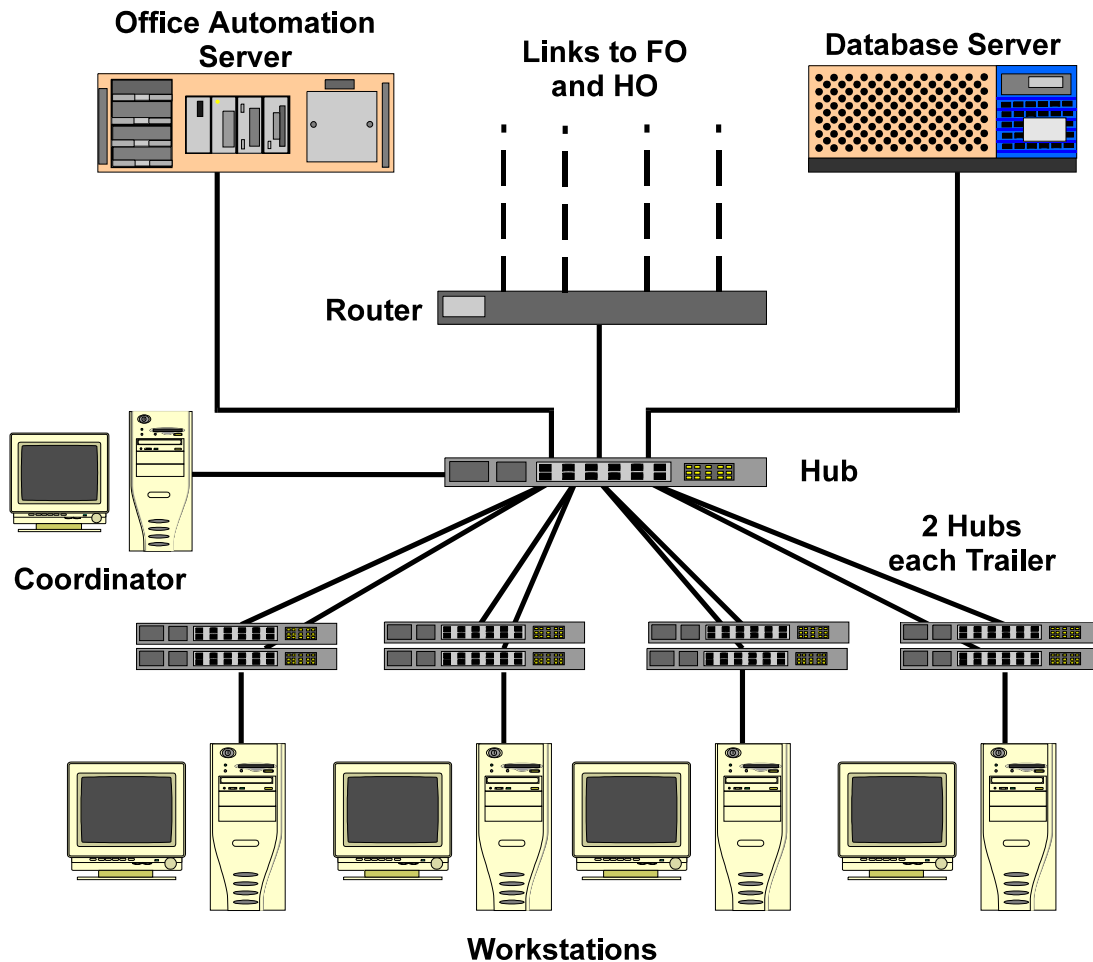 Office Automation
Server
Links to FO
and HO
Database Server
Router
Hub
2 Hubs
each Trailer
Coordinator
Workstations